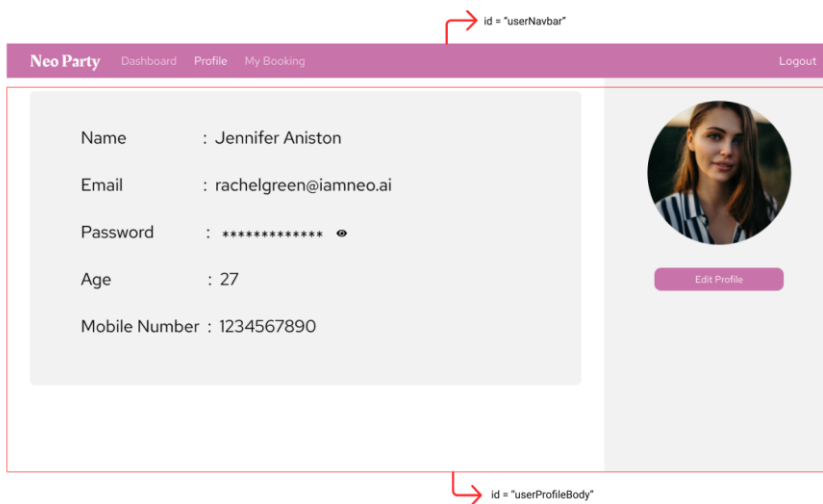 id = "userNavbar"
Neo Party Dashboard Profile My Booking Logout
Name : Jennifer Aniston
Email : rachelgreen@iamneo.ai
Password : *************
Age : 27
Mobile Number : 1234567890
Edit Profile
id = "userProfileBody"